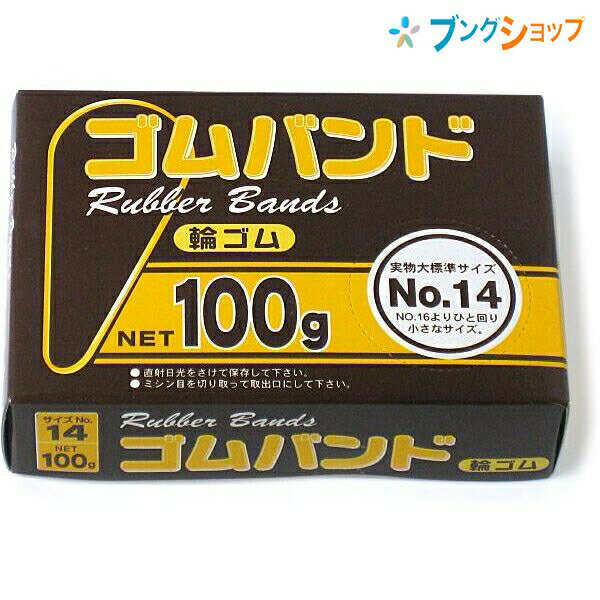 ブングショップ
ゴムバンド
Rubber Bands
輪ゴム
NET 100g
実物大標準サイズ
No.14
NO.16よりひと回り
小さなサイズ。
●直射日光をさけて保存して下さい。
●ミシン目を切り取って取出口にして下さい。
サイズNo.
14
NET
100g
Rubber Bands
ゴムバンド
輪ゴム